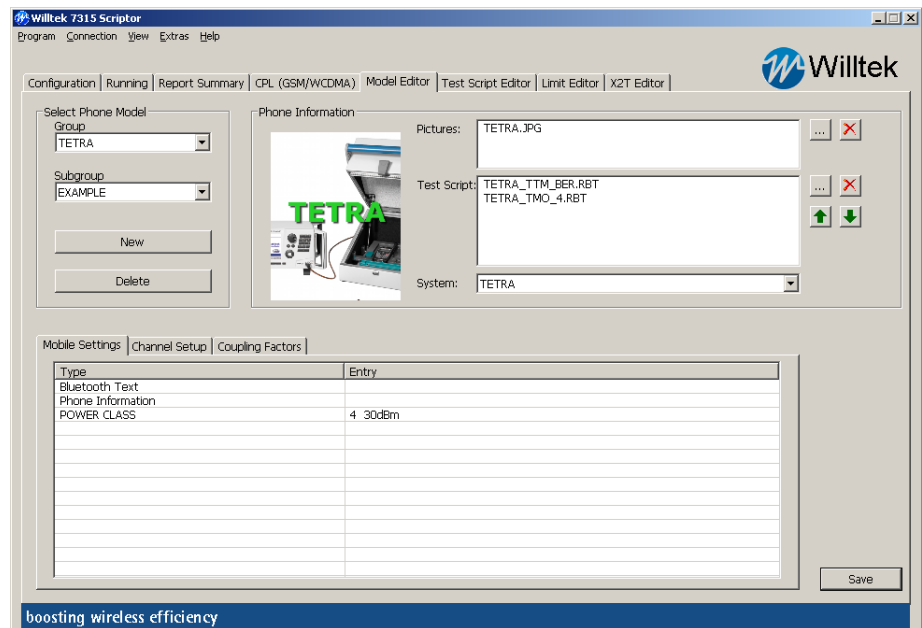 Willtek 7315 Scriptor
Program Connection View Extras Help
Willtek
Configuration Running Report Summary CPL (GSM/WCDMA) Model Editor Test Script Editor Limit Editor X2T Editor
Select Phone Model
Group
TETRA
Subgroup
EXAMPLE
New
Delete
Phone Information
TETRA
Pictures:
TETRA.JPG
...
Test Script:
TETRA_TTM_BER.RBT
TETRA_TMO_4.RBT
...
System:
TETRA
Mobile Settings Channel Setup Coupling Factors
Type Entry
Bluetooth Text
Phone Information
POWER CLASS 4 30dBm
Save
boosting wireless efficiency